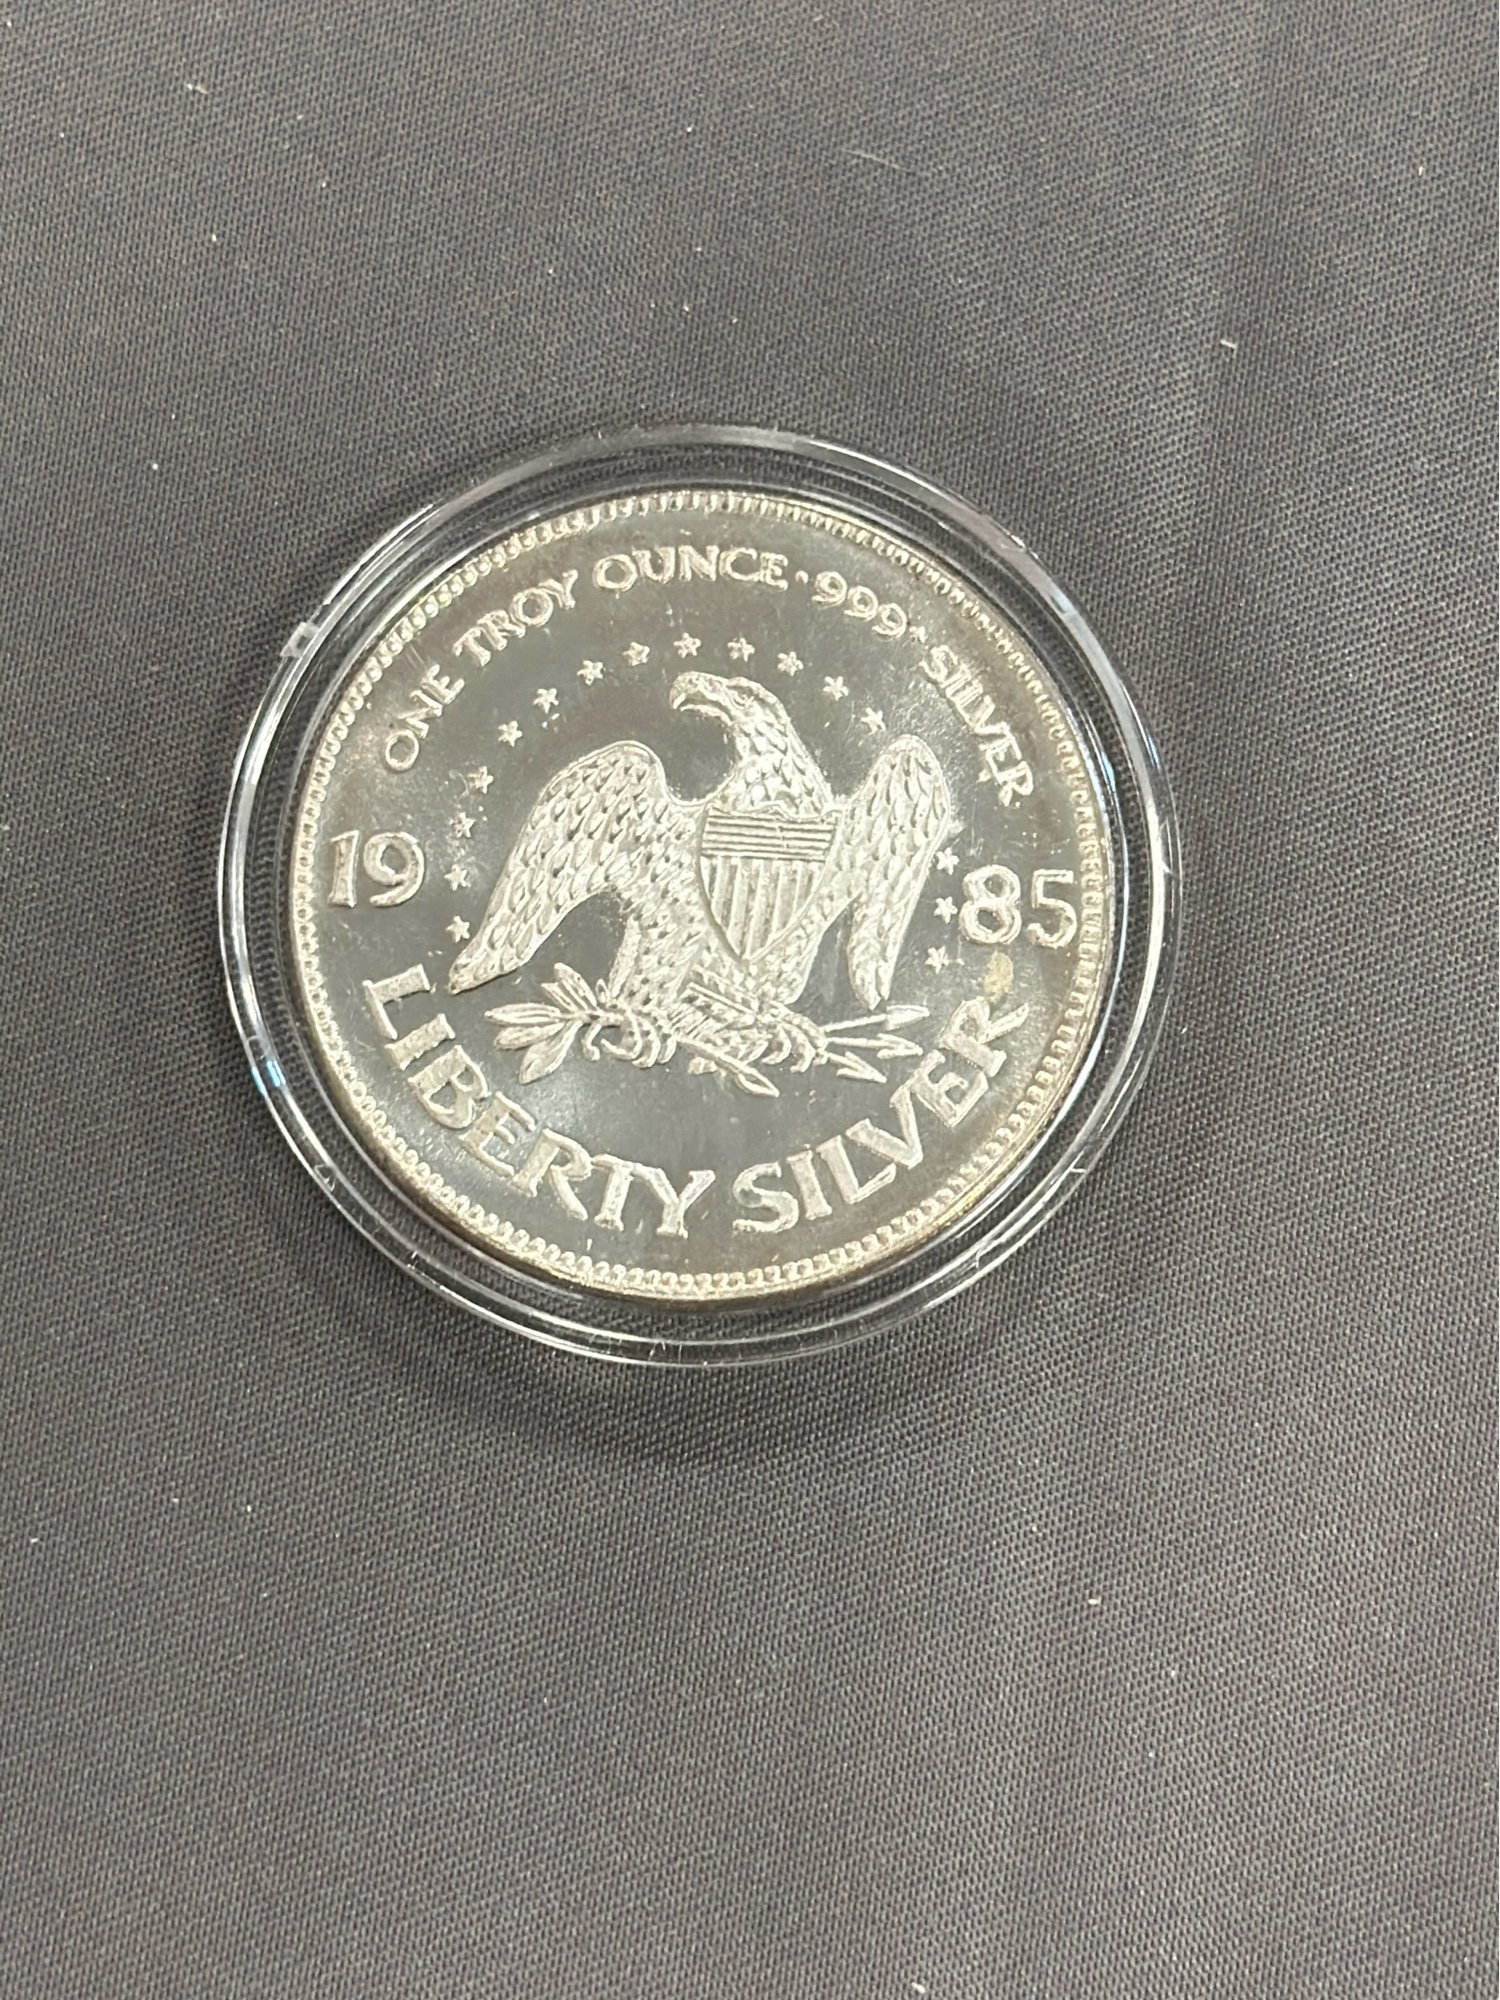 ONE TROY OUNCE · 999+ SILVER
19 85
LIBERTY SILVER